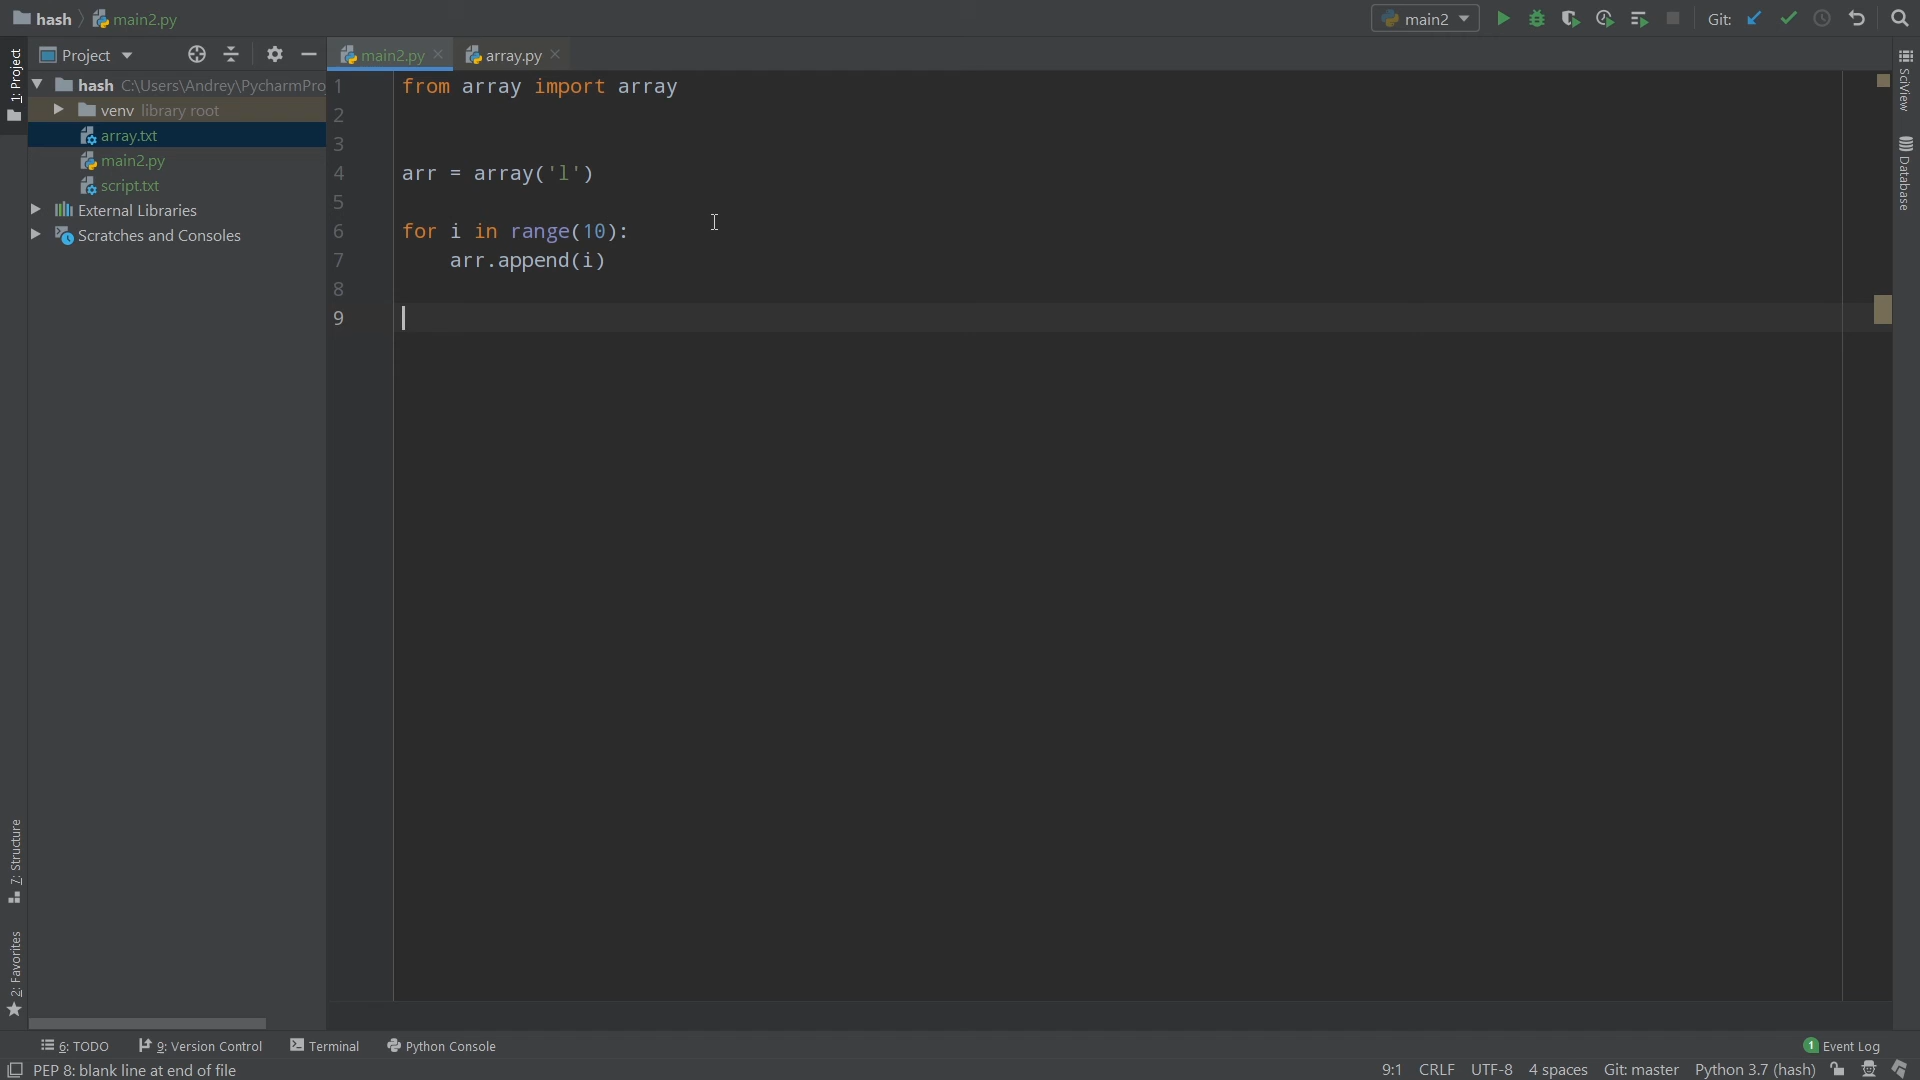 hash main2.py main2 Git:
1: Project Project main2.py array.py SciView
hash C:\Users\Andrey\PycharmPro
venv library root
array.txt
main2.py
script.txt
External Libraries
Scratches and Consoles
Database
1 from array import array
2
3
4 arr = array('l')
5
6 for i in range(10):
7 arr.append(i)
8
9
7: Structure
2: Favorites
6: TODO 9: Version Control Terminal Python Console 1 Event Log
PEP 8: blank line at end of file 9:1 CRLF UTF-8 4 spaces Git: master Python 3.7 (hash)